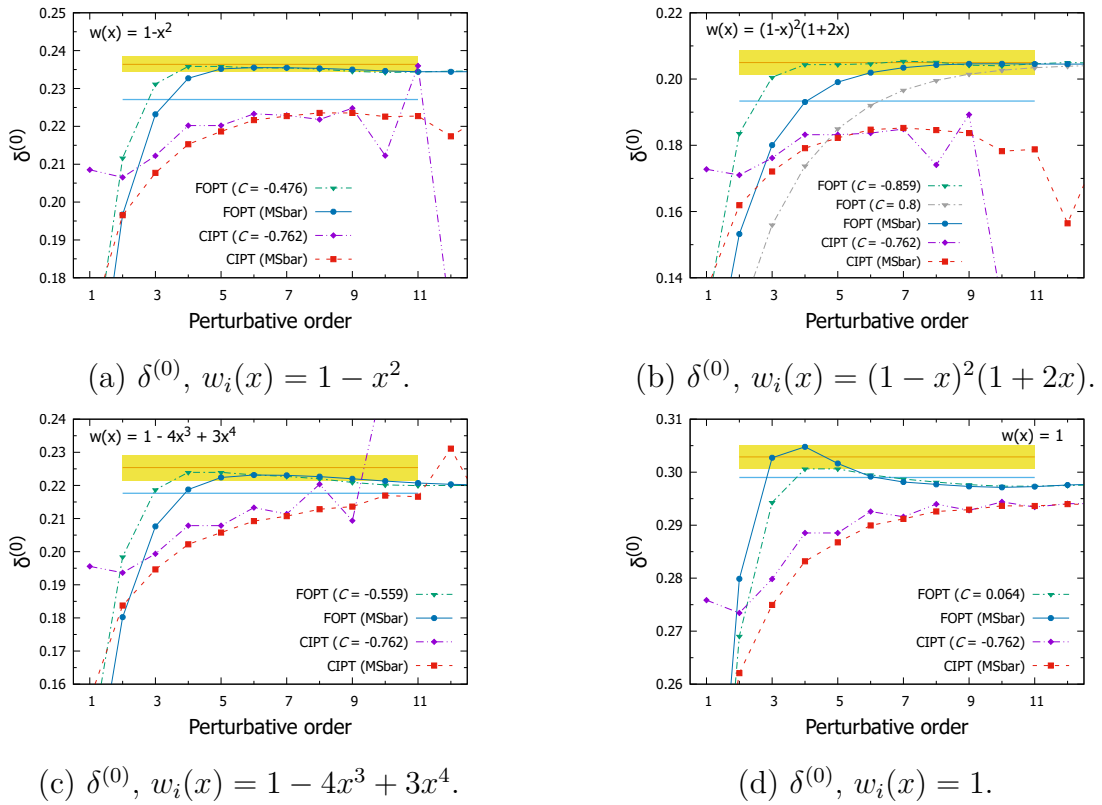 w(x) = 1-x²
0.25
0.24
0.23
0.22
0.21
0.20
0.19
0.18
δ(0)
FOPT (C = -0.476)
FOPT (MSbar)
CIPT (C = -0.762)
CIPT (MSbar)
1 3 5 7 9 11
Perturbative order
(a) δ(0), wi(x) = 1 − x².
w(x) = (1-x)²(1+2x)
0.22
0.20
0.18
0.16
0.14
δ(0)
FOPT (C = -0.859)
FOPT (C = 0.8)
FOPT (MSbar)
CIPT (C = -0.762)
CIPT (MSbar)
1 3 5 7 9 11
Perturbative order
(b) δ(0), wi(x) = (1 − x)²(1 + 2x).
w(x) = 1 - 4x³ + 3x⁴
0.24
0.23
0.22
0.21
0.20
0.19
0.18
0.17
0.16
δ(0)
FOPT (C = -0.559)
FOPT (MSbar)
CIPT (C = -0.762)
CIPT (MSbar)
1 3 5 7 9 11
Perturbative order
(c) δ(0), wi(x) = 1 − 4x³ + 3x⁴.
w(x) = 1
0.31
0.30
0.29
0.28
0.27
0.26
δ(0)
FOPT (C = 0.064)
FOPT (MSbar)
CIPT (C = -0.762)
CIPT (MSbar)
1 3 5 7 9 11
Perturbative order
(d) δ(0), wi(x) = 1.